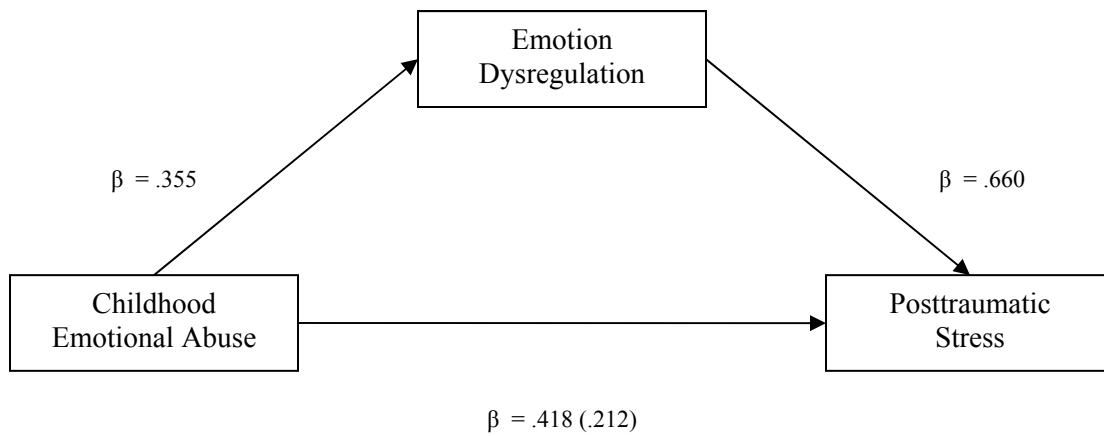 Emotion
Dysregulation
β = .355
β = .660
Childhood
Emotional Abuse
Posttraumatic
Stress
β = .418 (.212)